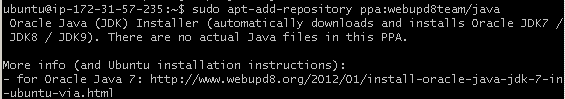 ubuntu@ip-172-31-57-235:~$ sudo apt-add-repository ppa:webupd8team/java
 Oracle Java (JDK) Installer (automatically downloads and installs Oracle JDK7 /
 JDK8 / JDK9). There are no actual Java files in this PPA.
More info (and Ubuntu installation instructions):
- for Oracle Java 7: http://www.webupd8.org/2012/01/install-oracle-java-jdk-7-in
-ubuntu-via.html